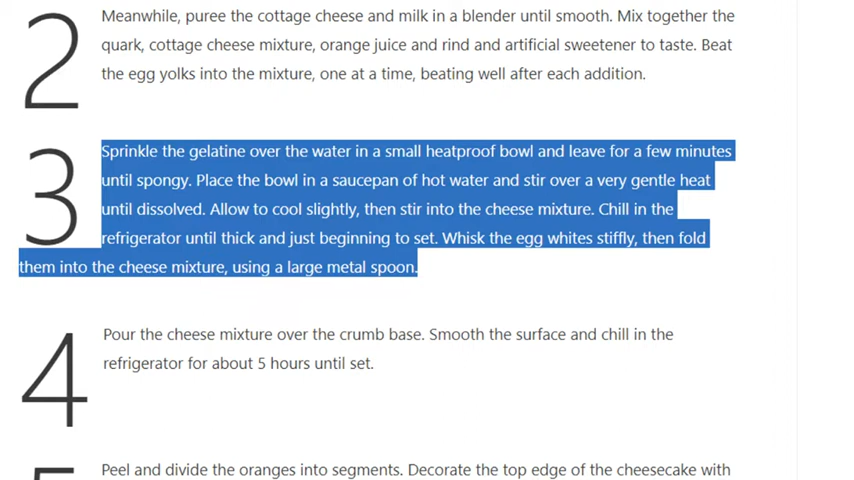 2
Meanwhile, puree the cottage cheese and milk in a blender until smooth. Mix together the
quark, cottage cheese mixture, orange juice and rind and artificial sweetener to taste. Beat
the egg yolks into the mixture, one at a time, beating well after each addition.
3
Sprinkle the gelatine over the water in a small heatproof bowl and leave for a few minutes
until spongy. Place the bowl in a saucepan of hot water and stir over a very gentle heat
until dissolved. Allow to cool slightly, then stir into the cheese mixture. Chill in the
refrigerator until thick and just beginning to set. Whisk the egg whites stiffly, then fold
them into the cheese mixture, using a large metal spoon.
4
Pour the cheese mixture over the crumb base. Smooth the surface and chill in the
refrigerator for about 5 hours until set.
Peel and divide the oranges into segments. Decorate the top edge of the cheesecake with